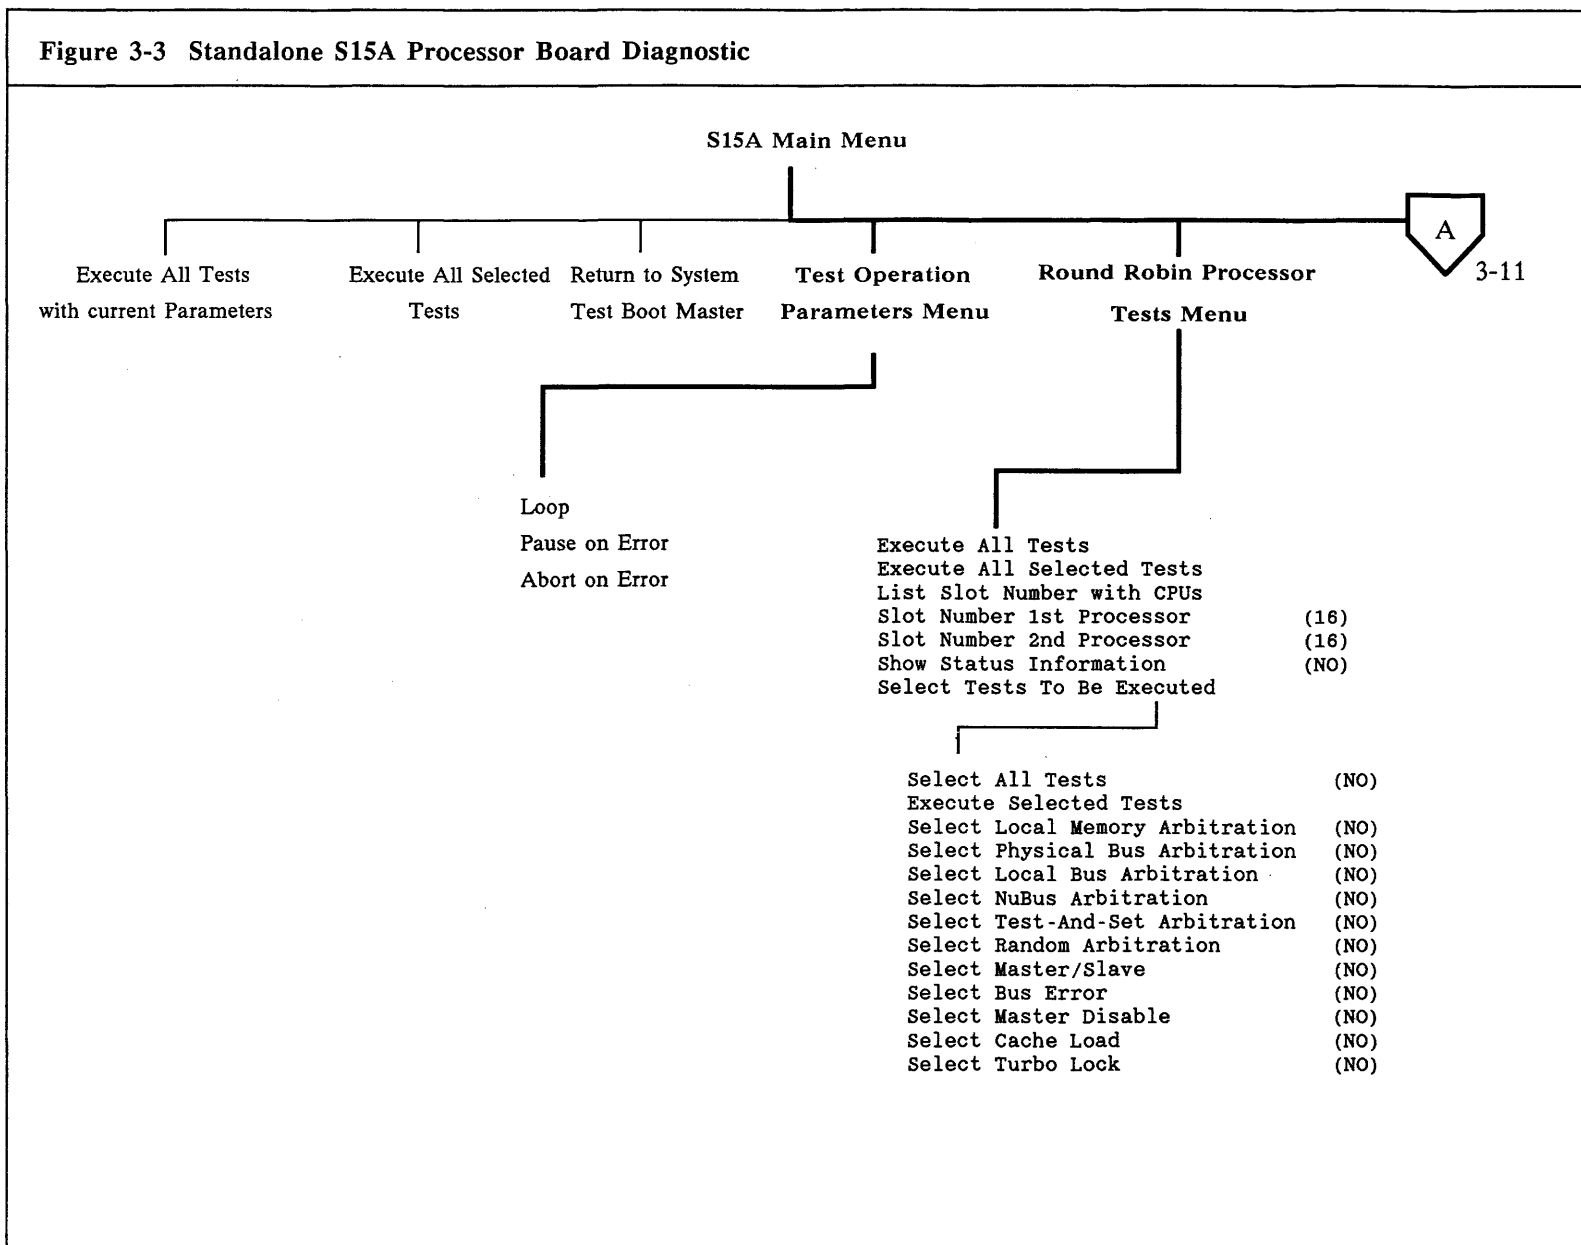 Figure 3-3 Standalone S15A Processor Board Diagnostic
S15A Main Menu
A
3-11
Execute All Tests
with current Parameters
Execute All Selected
Tests
Return to System
Test Boot Master
Test Operation
Parameters Menu
Round Robin Processor
Tests Menu
Loop
Pause on Error
Abort on Error
Execute All Tests
Execute All Selected Tests
List Slot Number with CPUs
Slot Number 1st Processor (16)
Slot Number 2nd Processor (16)
Show Status Information (NO)
Select Tests To Be Executed
Select All Tests (NO)
Execute Selected Tests
Select Local Memory Arbitration (NO)
Select Physical Bus Arbitration (NO)
Select Local Bus Arbitration (NO)
Select NuBus Arbitration (NO)
Select Test-And-Set Arbitration (NO)
Select Random Arbitration (NO)
Select Master/Slave (NO)
Select Bus Error (NO)
Select Master Disable (NO)
Select Cache Load (NO)
Select Turbo Lock (NO)